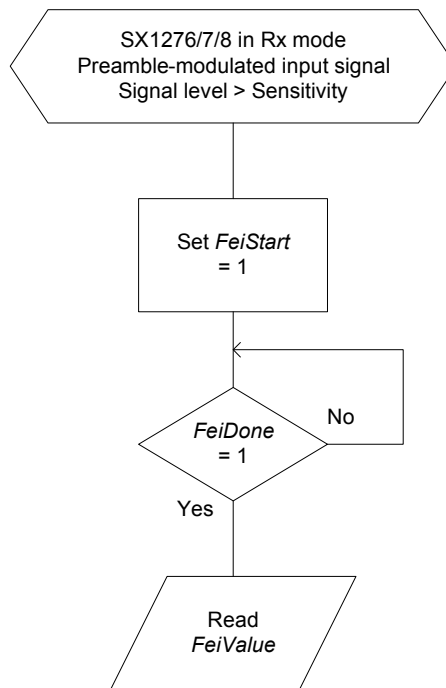 SX1276/7/8 in Rx mode
Preamble-modulated input signal
Signal level > Sensitivity
Set FeiStart
= 1
FeiDone
= 1
No
Yes
Read
FeiValue